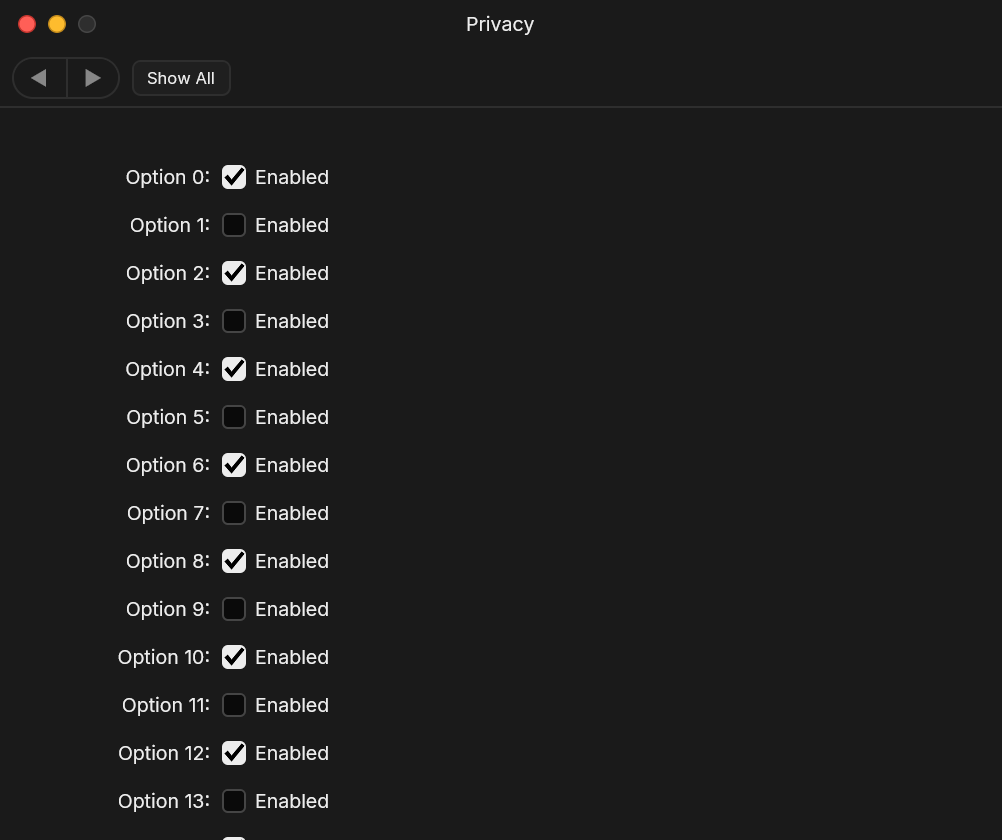 Privacy
Show All
Option 0: Enabled
Option 1: Enabled
Option 2: Enabled
Option 3: Enabled
Option 4: Enabled
Option 5: Enabled
Option 6: Enabled
Option 7: Enabled
Option 8: Enabled
Option 9: Enabled
Option 10: Enabled
Option 11: Enabled
Option 12: Enabled
Option 13: Enabled